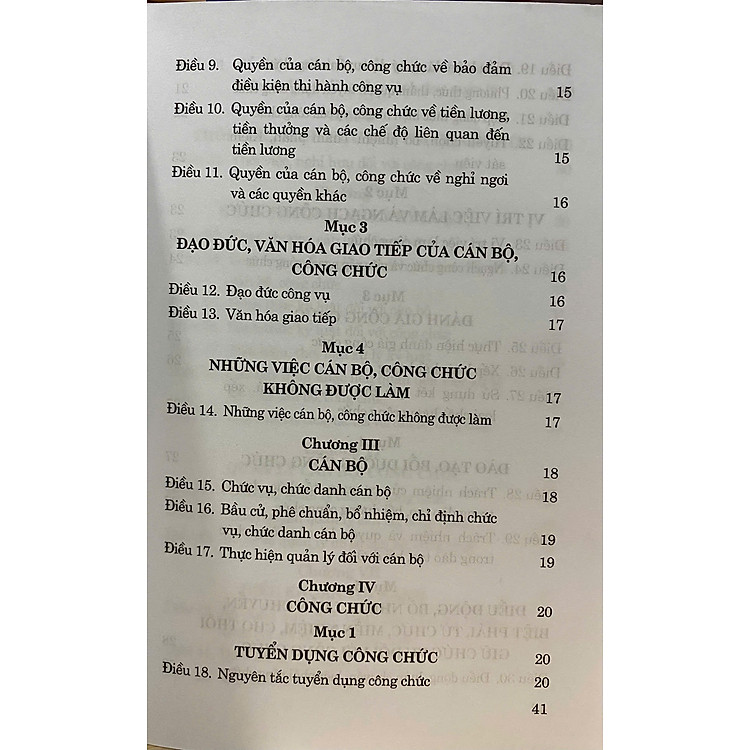 Điều 9. Quyền của cán bộ, công chức về bảo đảm
điều kiện thi hành công vụ 15
Điều 10. Quyền của cán bộ, công chức về tiền lương,
tiền thưởng và các chế độ liên quan đến
tiền lương 15
Điều 11. Quyền của cán bộ, công chức về nghỉ ngơi
và các quyền khác 16
Mục 3
ĐẠO ĐỨC, VĂN HÓA GIAO TIẾP CỦA CÁN BỘ,
CÔNG CHỨC 16
Điều 12. Đạo đức công vụ 16
Điều 13. Văn hóa giao tiếp 17
Mục 4
NHỮNG VIỆC CÁN BỘ, CÔNG CHỨC
KHÔNG ĐƯỢC LÀM 17
Điều 14. Những việc cán bộ, công chức không được làm 17
Chương III
CÁN BỘ 18
Điều 15. Chức vụ, chức danh cán bộ 18
Điều 16. Bầu cử, phê chuẩn, bổ nhiệm, chỉ định chức
vụ, chức danh cán bộ 19
Điều 17. Thực hiện quản lý đối với cán bộ 19
Chương IV
CÔNG CHỨC 20
Mục 1
TUYỂN DỤNG CÔNG CHỨC 20
Điều 18. Nguyên tắc tuyển dụng công chức 20
41